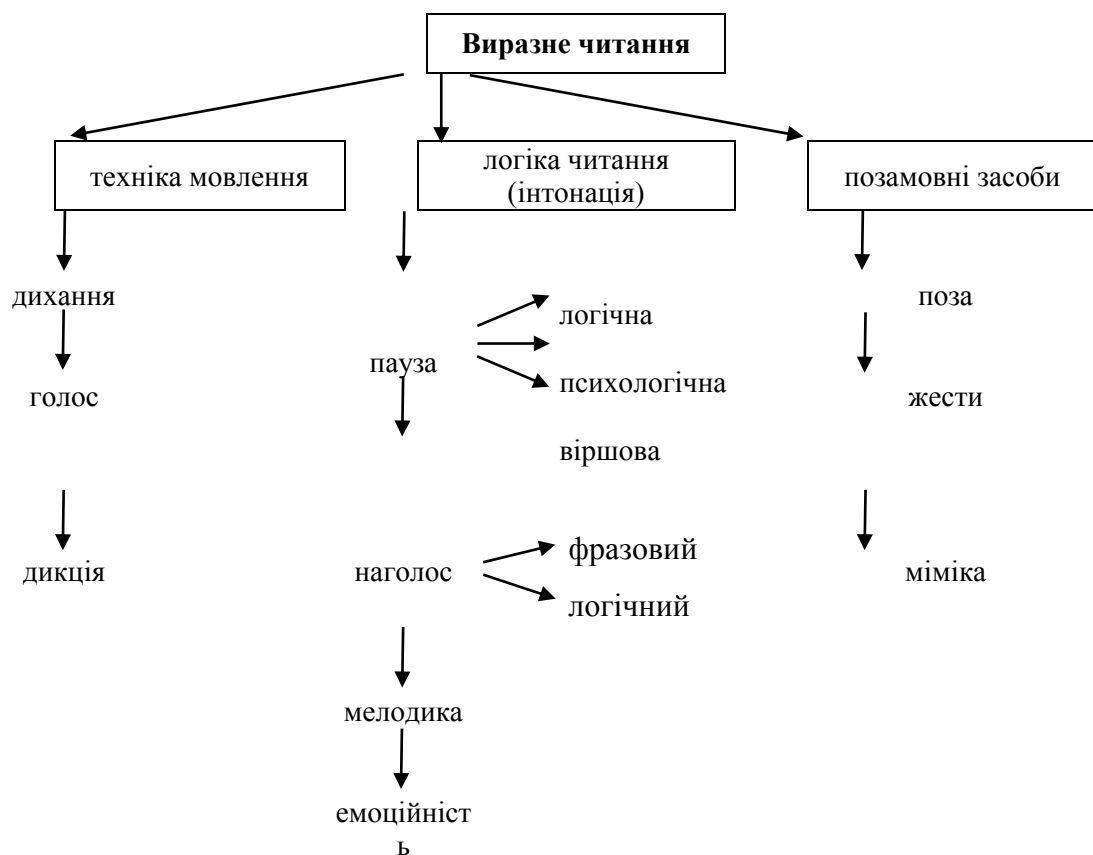 Виразне читання
техніка мовлення
логіка читання
(інтонація)
позамовні засоби
дихання
голос
дикція
пауза
логічна
психологічна
віршова
наголос
фразовий
логічний
мелодика
емоційніст
ь
поза
жести
міміка